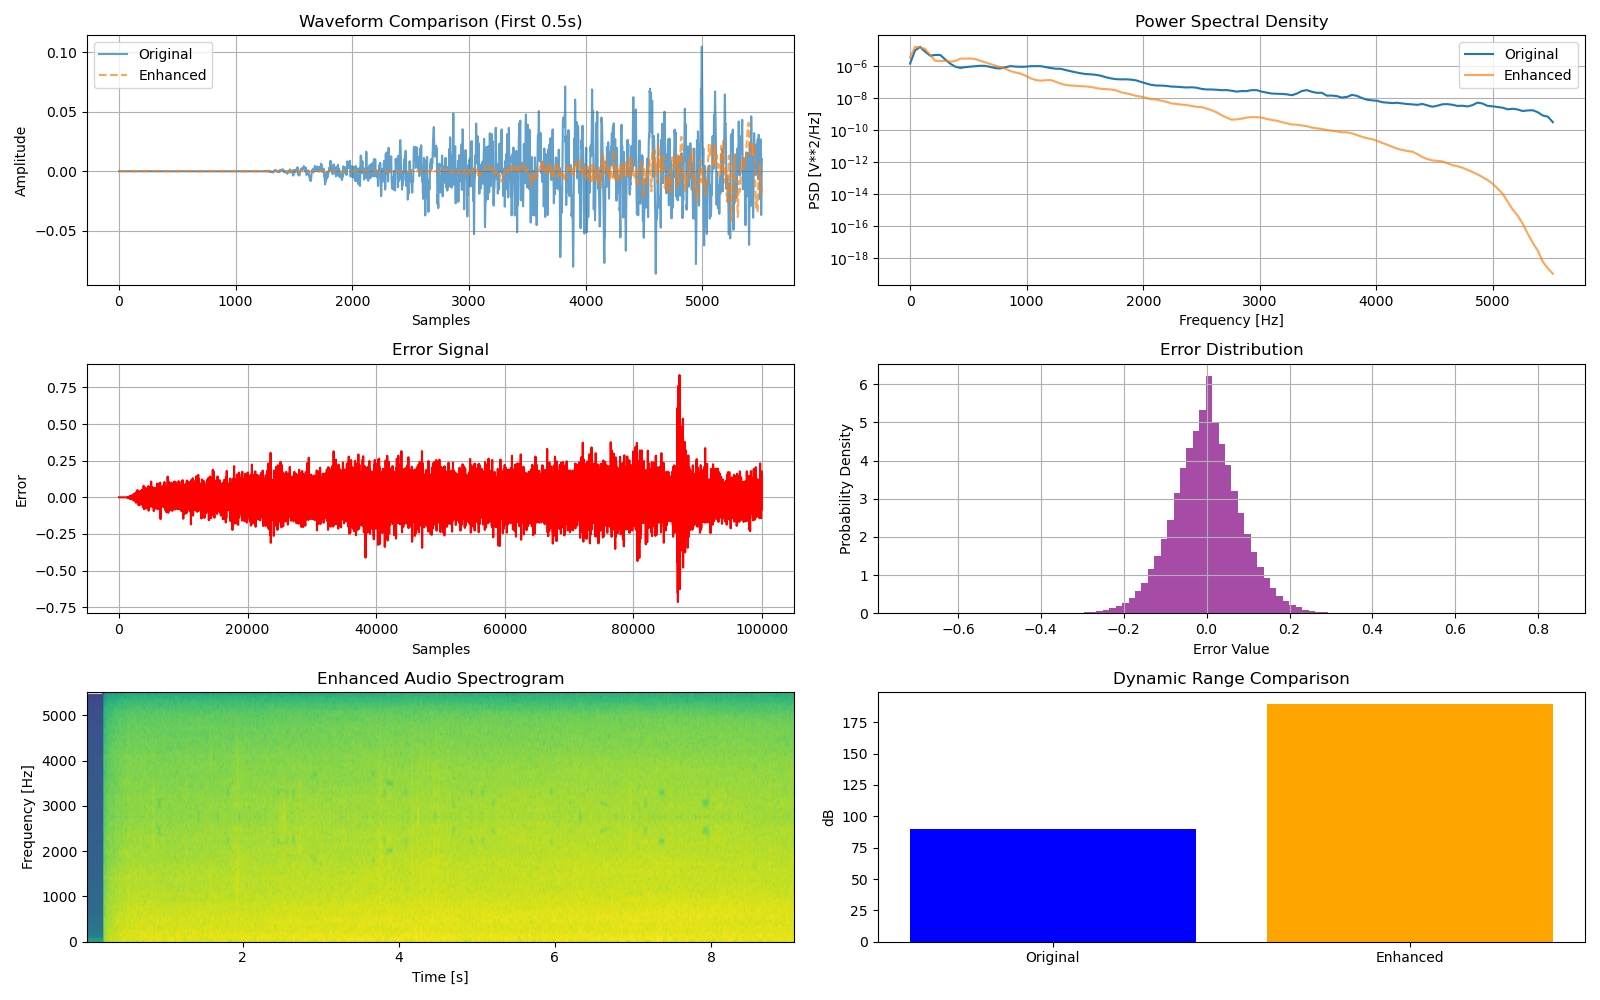 Waveform Comparison (First 0.5s)
Original
Enhanced
0.10
0.05
0.00
−0.05
Amplitude
0 1000 2000 3000 4000 5000
Samples
Power Spectral Density
Original
Enhanced
10⁻⁶
10⁻⁸
10⁻¹⁰
10⁻¹²
10⁻¹⁴
10⁻¹⁶
10⁻¹⁸
PSD [V**2/Hz]
0 1000 2000 3000 4000 5000
Frequency [Hz]
Error Signal
0.75
0.50
0.25
0.00
−0.25
−0.50
−0.75
Error
0 20000 40000 60000 80000 100000
Samples
Error Distribution
6
5
4
3
2
1
0
Probability Density
−0.6 −0.4 −0.2 0.0 0.2 0.4 0.6 0.8
Error Value
Enhanced Audio Spectrogram
5000
4000
3000
2000
1000
0
Frequency [Hz]
2 4 6 8
Time [s]
Dynamic Range Comparison
175
150
125
100
75
50
25
0
dB
Original Enhanced